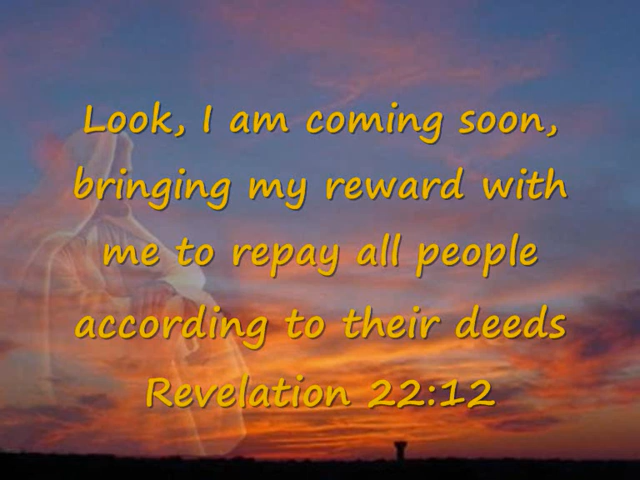 Look, I am coming soon,
bringing my reward with
me to repay all people
according to their deeds
Revelation 22:12